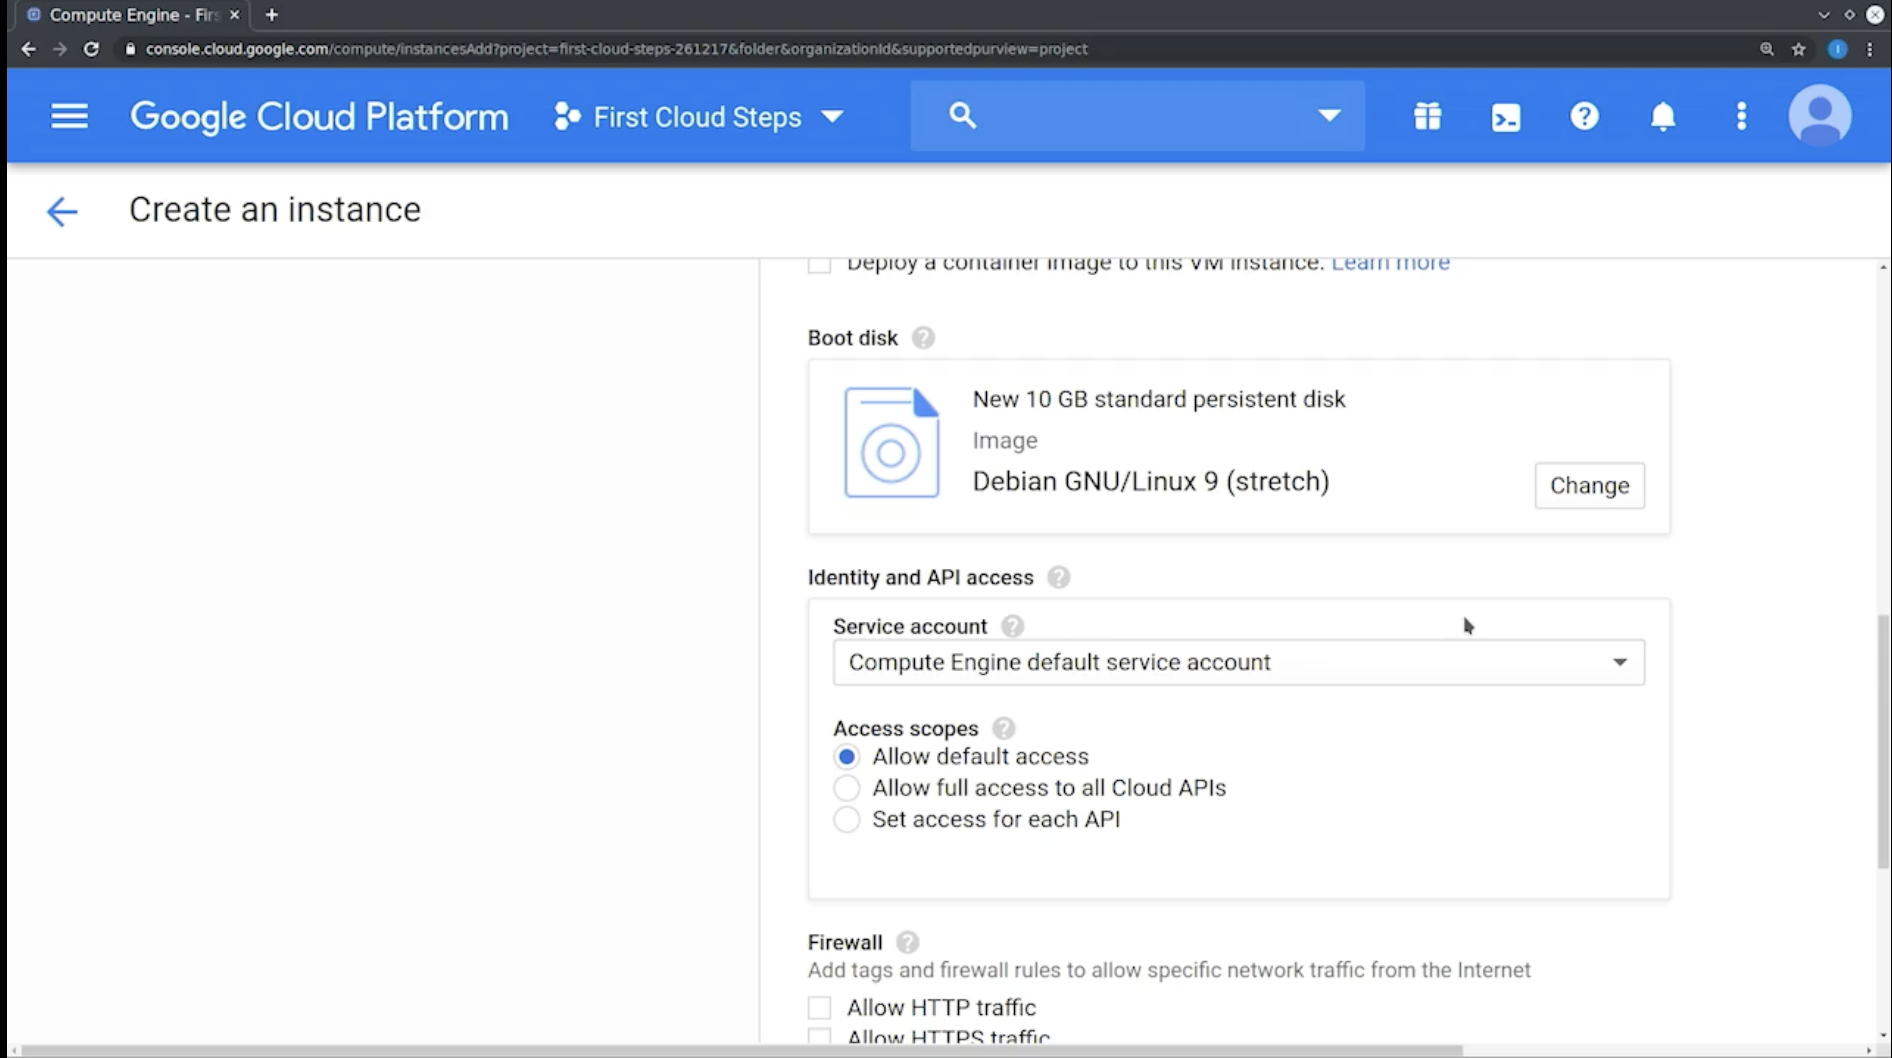 Compute Engine - Firs
console.cloud.google.com/compute/instancesAdd?project=first-cloud-steps-261217&folder&organizationId&supportedpurview=project
Google Cloud Platform
First Cloud Steps
Create an instance
Deploy a container image to this VM instance. Learn more
Boot disk
New 10 GB standard persistent disk
Image
Debian GNU/Linux 9 (stretch)
Change
Identity and API access
Service account
Compute Engine default service account
Access scopes
Allow default access
Allow full access to all Cloud APIs
Set access for each API
Firewall
Add tags and firewall rules to allow specific network traffic from the Internet
Allow HTTP traffic
Allow HTTPS traffic